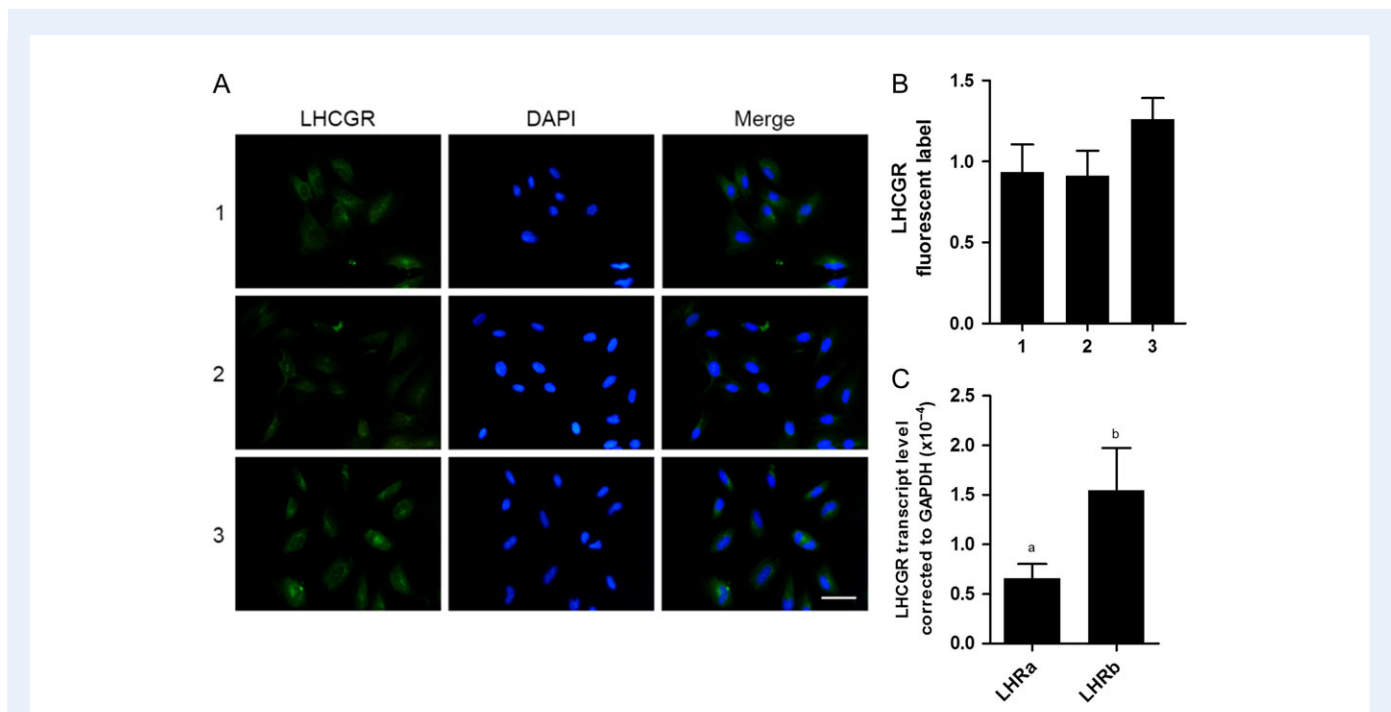 A
LHCGR DAPI Merge
1
2
3
B
LHCGR
fluorescent label
1.5
1.0
0.5
0.0
1 2 3
C
LHCGR transcript level
corrected to GAPDH (x10⁻⁴)
2.5
2.0
1.5
1.0
0.5
0.0
a
b
LHRa LHRb